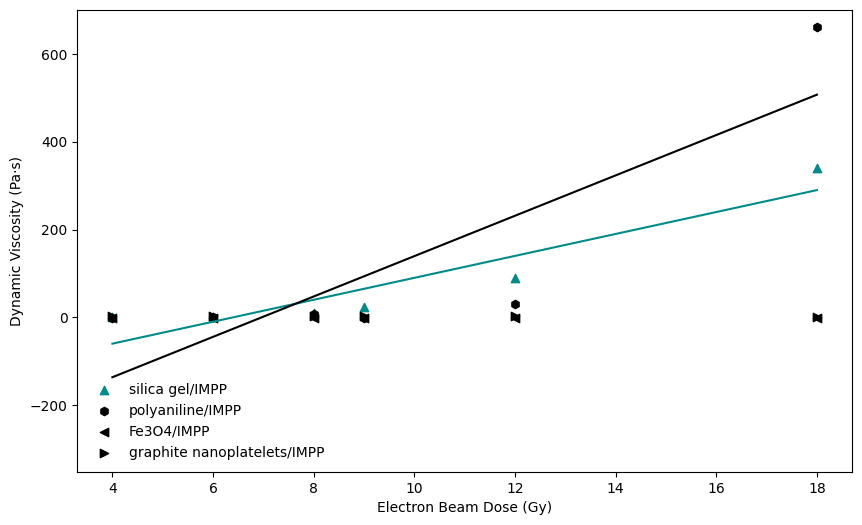 600
400
200
0
−200
Dynamic Viscosity (Pa·s)
silica gel/IMPP
polyaniline/IMPP
Fe3O4/IMPP
graphite nanoplatelets/IMPP
4 6 8 10 12 14 16 18
Electron Beam Dose (Gy)